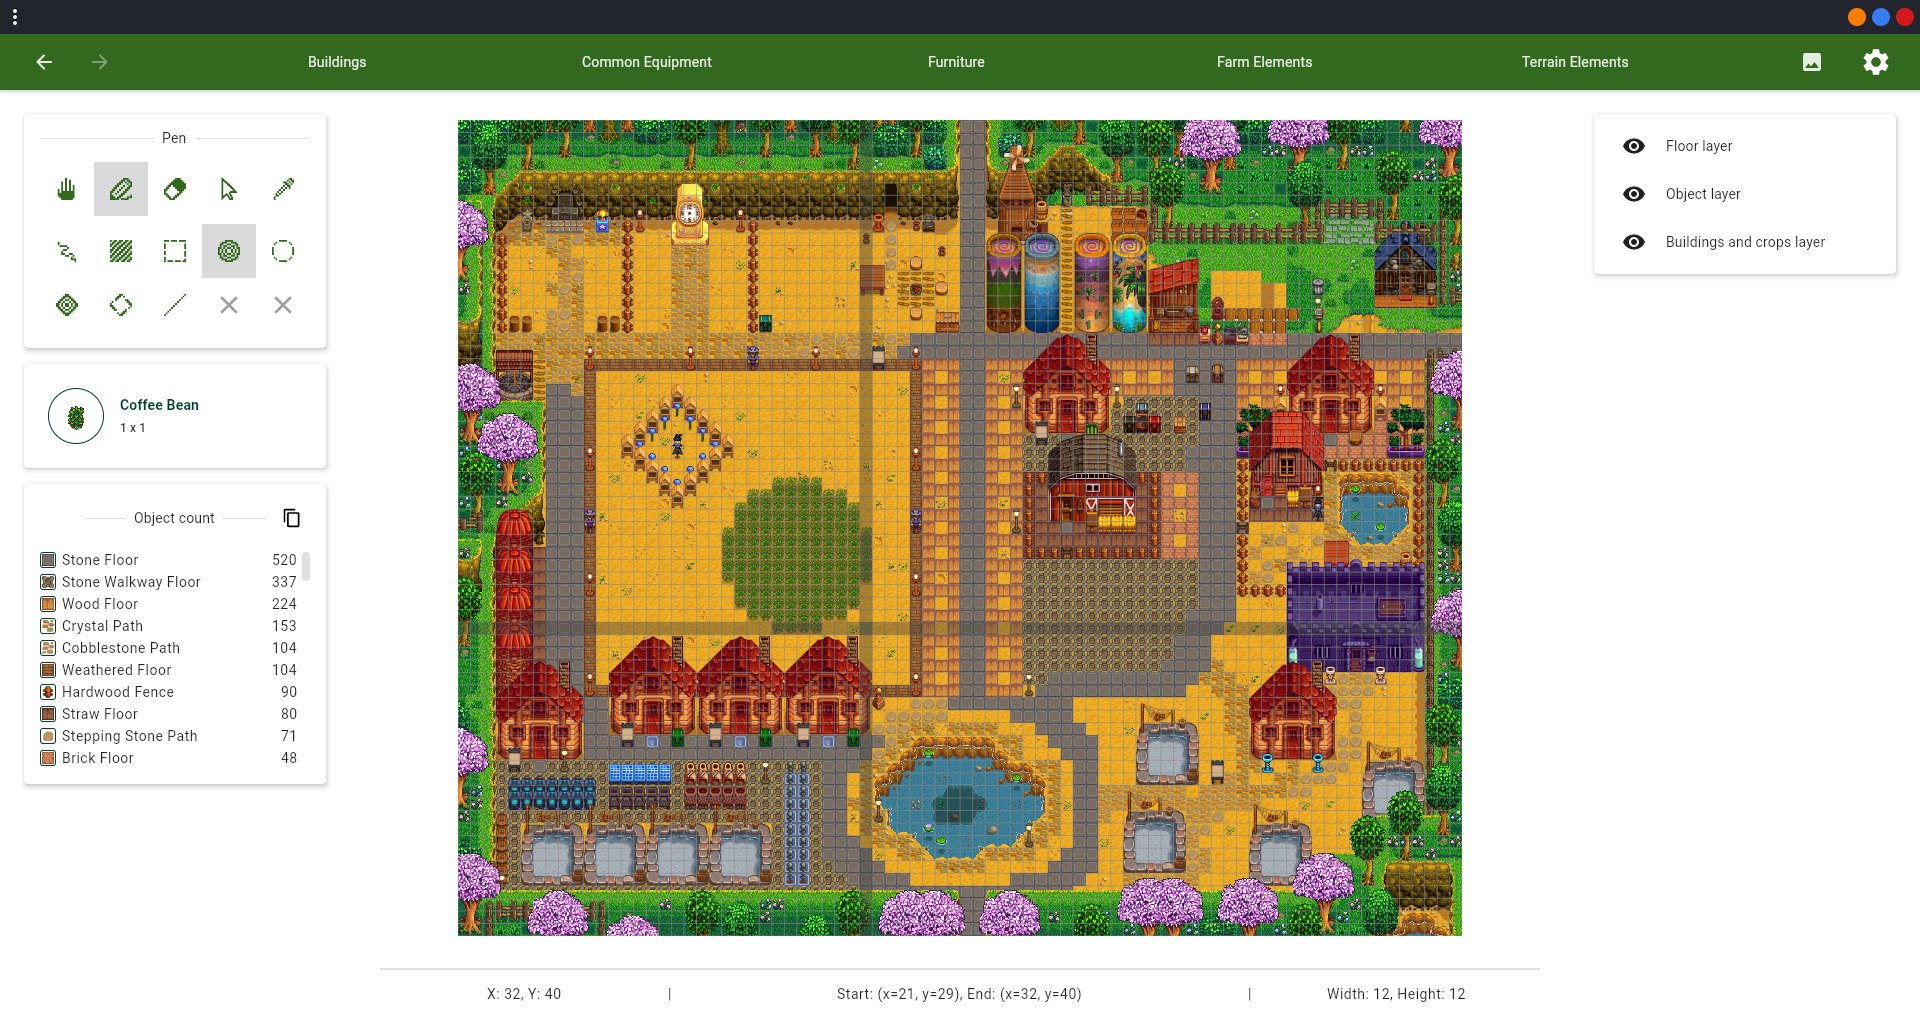 Buildings
Common Equipment
Furniture
Farm Elements
Terrain Elements
Pen
Coffee Bean
1 x 1
Object count
Stone Floor 520
Stone Walkway Floor 337
Wood Floor 224
Crystal Path 153
Cobblestone Path 104
Weathered Floor 104
Hardwood Fence 90
Straw Floor 80
Stepping Stone Path 71
Brick Floor 48
Floor layer
Object layer
Buildings and crops layer
X: 32, Y: 40 | Start: (x=21, y=29), End: (x=32, y=40) | Width: 12, Height: 12